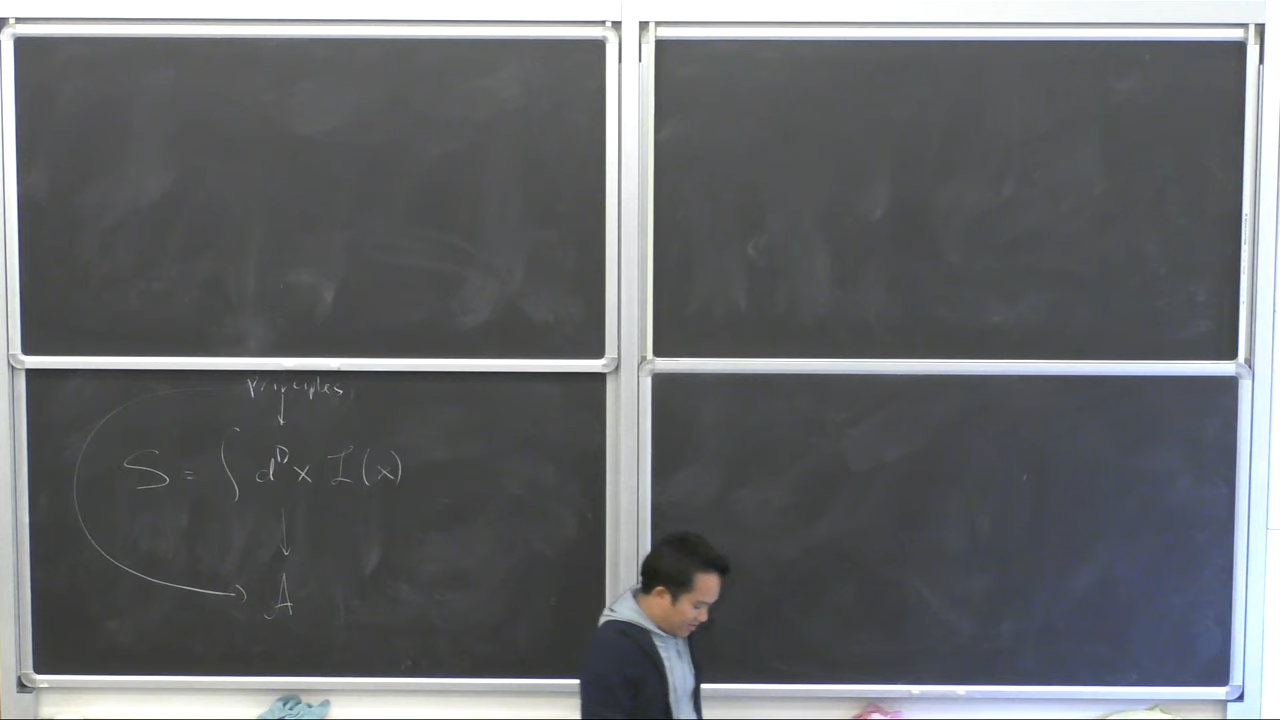 Principles
↓
S = ∫ d^D x ℒ(x)
↓
A